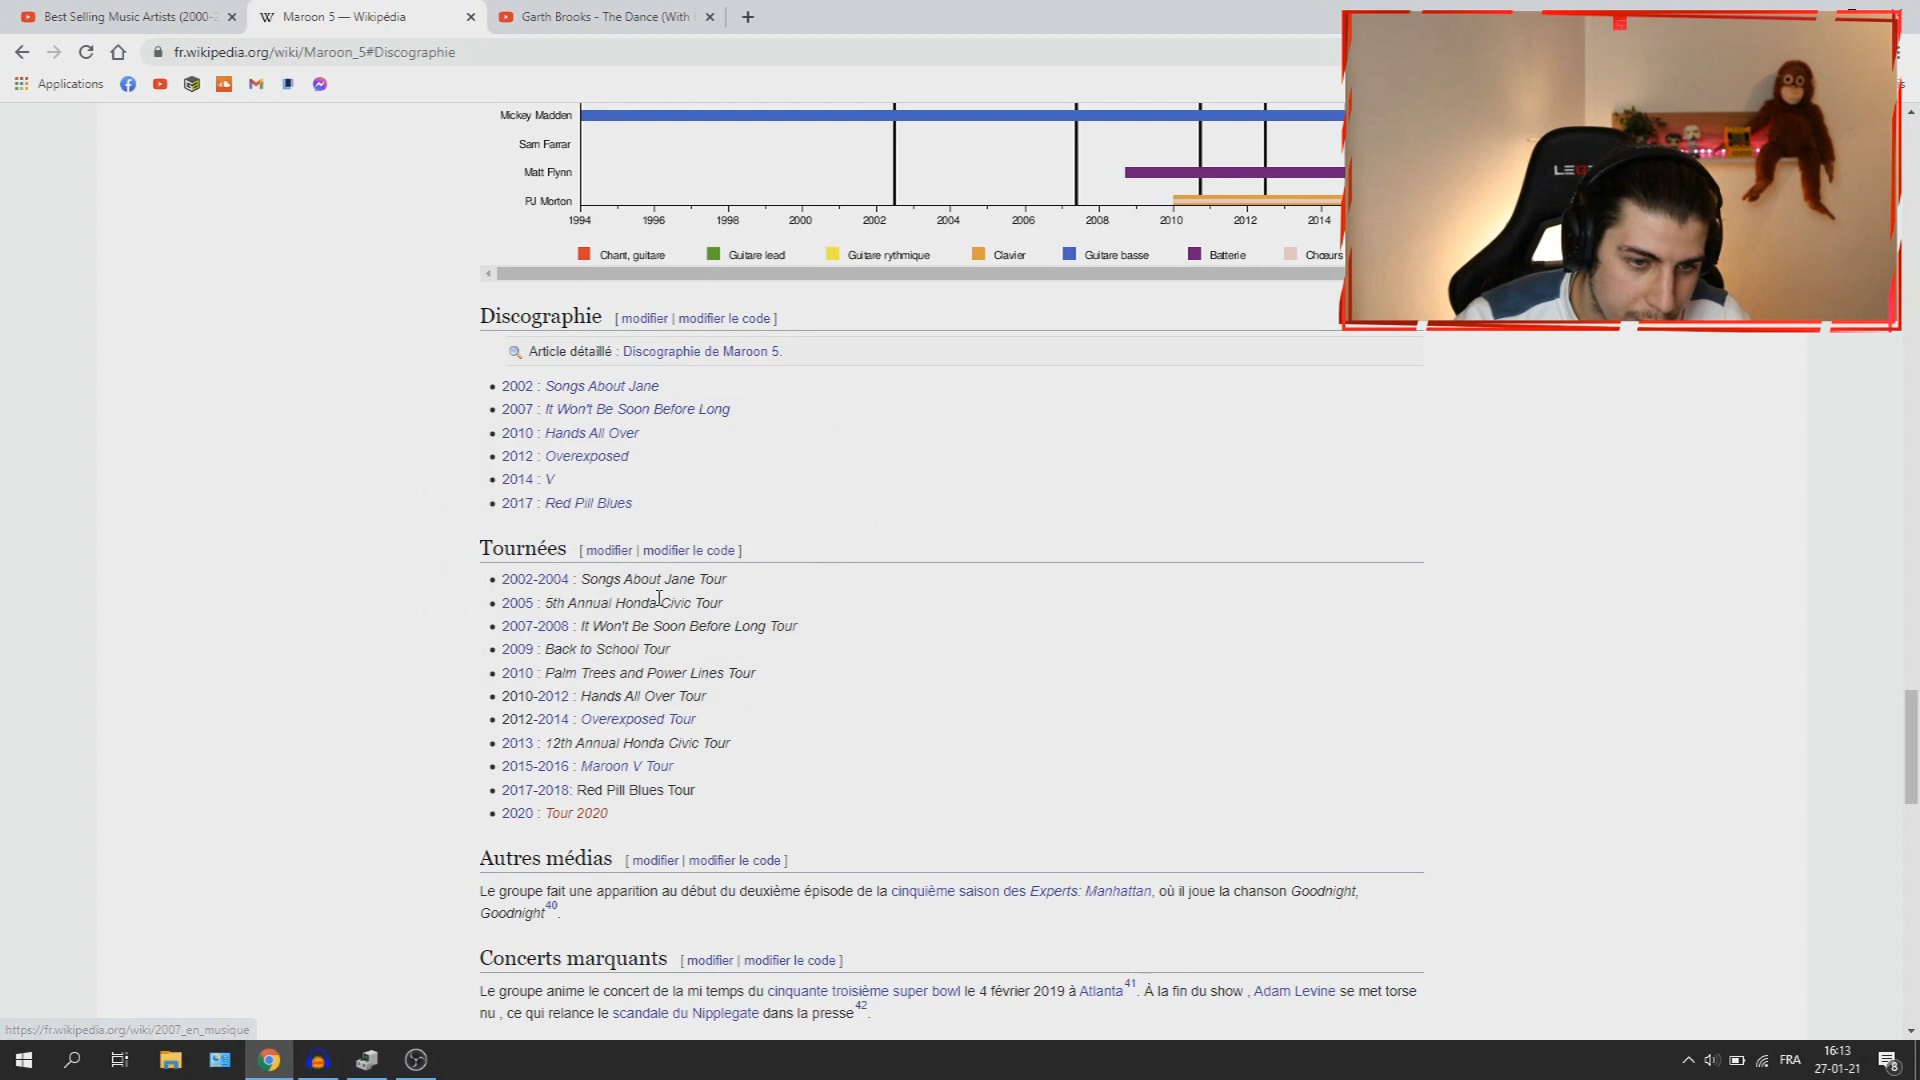 Best Selling Music Artists (2000-
Maroon 5 — Wikipédia
Garth Brooks - The Dance (With
fr.wikipedia.org/wiki/Maroon_5#Discographie
Applications
Mickey Madden
Sam Farrar
Matt Flynn
PJ Morton
1994 1996 1998 2000 2002 2004 2006 2008 2010 2012 2014
Chant, guitare Guitare lead Guitare rythmique Clavier Guitare basse Batterie Chœurs
Discographie [ modifier | modifier le code ]
Article détaillé : Discographie de Maroon 5.
• 2002 : Songs About Jane
• 2007 : It Won't Be Soon Before Long
• 2010 : Hands All Over
• 2012 : Overexposed
• 2014 : V
• 2017 : Red Pill Blues
Tournées [ modifier | modifier le code ]
• 2002-2004 : Songs About Jane Tour
• 2005 : 5th Annual Honda Civic Tour
• 2007-2008 : It Won't Be Soon Before Long Tour
• 2009 : Back to School Tour
• 2010 : Palm Trees and Power Lines Tour
• 2010-2012 : Hands All Over Tour
• 2012-2014 : Overexposed Tour
• 2013 : 12th Annual Honda Civic Tour
• 2015-2016 : Maroon V Tour
• 2017-2018: Red Pill Blues Tour
• 2020 : Tour 2020
Autres médias [ modifier | modifier le code ]
Le groupe fait une apparition au début du deuxième épisode de la cinquième saison des Experts: Manhattan, où il joue la chanson Goodnight,
Goodnight40.
Concerts marquants [ modifier | modifier le code ]
Le groupe anime le concert de la mi temps du cinquante troisième super bowl le 4 février 2019 à Atlanta41. À la fin du show , Adam Levine se met torse
nu , ce qui relance le scandale du Nipplegate dans la presse42.
https://fr.wikipedia.org/wiki/2007_en_musique
FRA
16:13
27-01-21
8